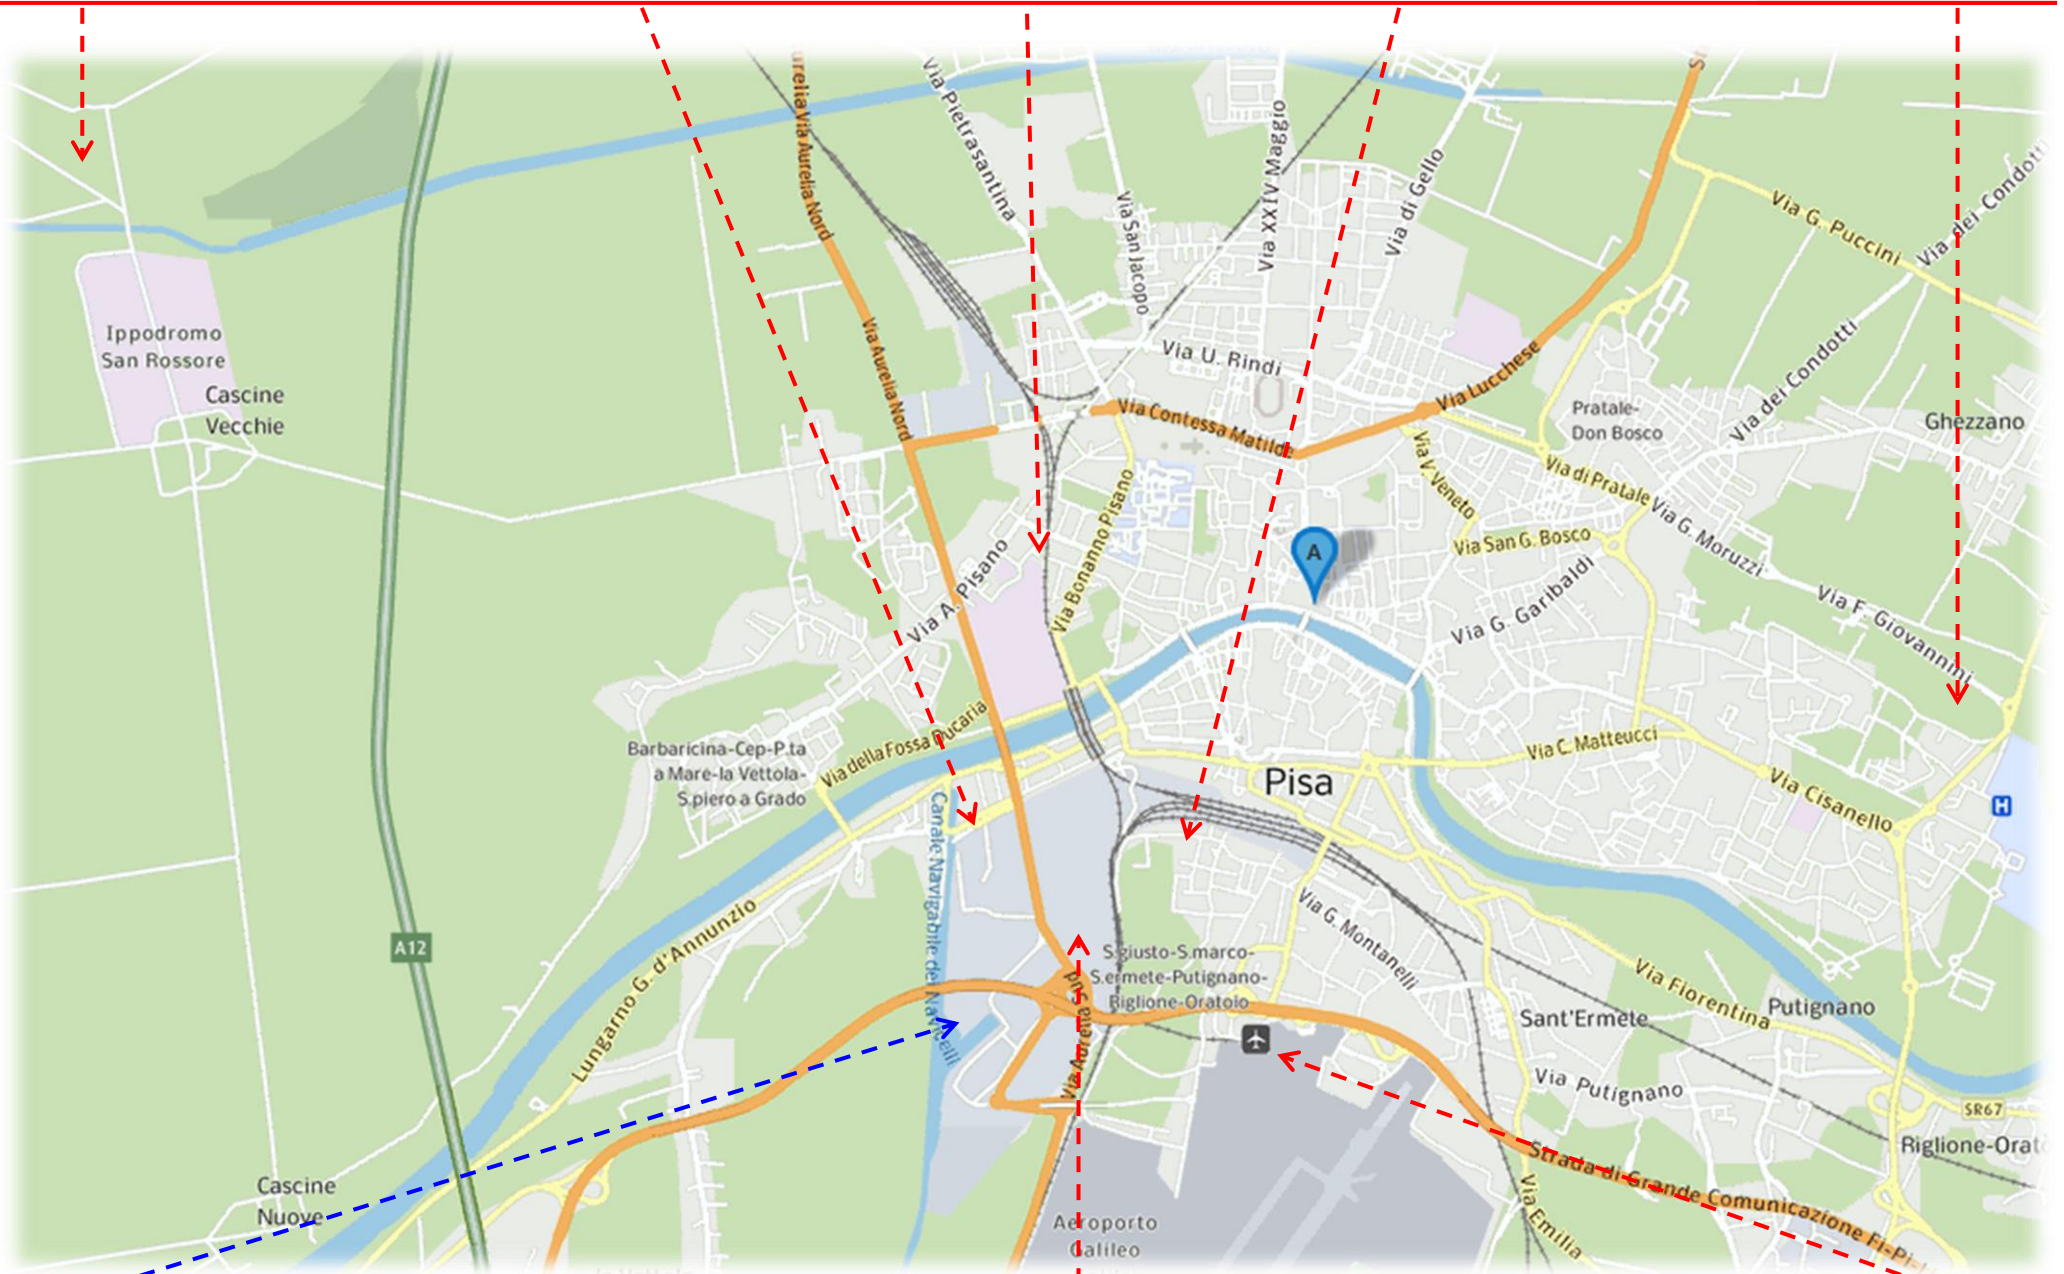 Via Pietrasantina
urelia Via Aurelia Nord
Via San Jacopo
Via XXIV Maggio
Via di Gello
Via G. Puccini
Via dei Condotti
Ippodromo
San Rossore
Cascine
Vecchie
Via Aurelia Nord
Via U. Rindi
Via Contessa Matilde
Via Lucchese
Via dei Condotti
Pratale-
Don Bosco
Ghezzano
Via V. Veneto
Via di Pratale
Via G. Moruzzi
Via San G. Bosco
Via Bonanno Pisano
Via A. Pisano
A
Via G. Garibaldi
Via F. Giovannini
Via della Fossa Ducaria
Barbaricina-Cep-P.ta
a Mare-la Vettola-
S.piero a Grado
Pisa
Via C. Matteucci
Via Cisanello
H
Canale Navigabile dei Navicelli
A12
Lungarno G. d'Annunzio
Via G. Montanelli
S.giusto-S.marco-
S.ermete-Putignano-
Riglione-Oratoio
Via Aurelia Sud
Via Fiorentina
Putignano
Sant'Ermete
Via Putignano
SR67
Riglione-Orat
Strada di Grande Comunicazione Fi-Pi-
Via Emilia
Cascine
Nuove
Aeroporto
Galileo